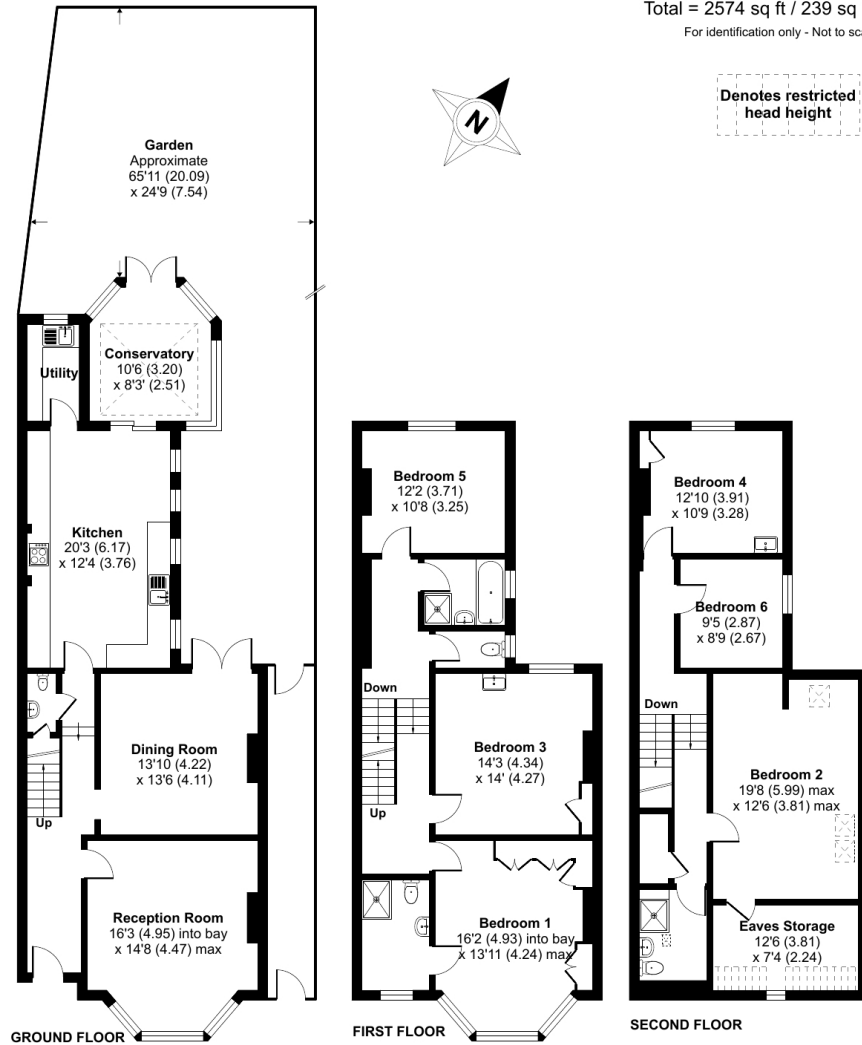 Total = 2574 sq ft / 239 sq
For identification only - Not to
Denotes restricted
head height
N
Garden
Approximate
65'11 (20.09)
x 24'9 (7.54)
Conservatory
10'6 (3.20)
x 8'3' (2.51)
Utility
Kitchen
20'3 (6.17)
x 12'4 (3.76)
Dining Room
13'10 (4.22)
x 13'6 (4.11)
Up
Reception Room
16'3 (4.95) into bay
x 14'8 (4.47) max
GROUND FLOOR
Bedroom 5
12'2 (3.71)
x 10'8 (3.25)
Down
Up
Bedroom 3
14'3 (4.34)
x 14' (4.27)
Bedroom 1
16'2 (4.93) into bay
x 13'11 (4.24) max
FIRST FLOOR
Bedroom 4
12'10 (3.91)
x 10'9 (3.28)
Bedroom 6
9'5 (2.87)
x 8'9 (2.67)
Down
Bedroom 2
19'8 (5.99) max
x 12'6 (3.81) max
Eaves Storage
12'6 (3.81)
x 7'4 (2.24)
SECOND FLOOR